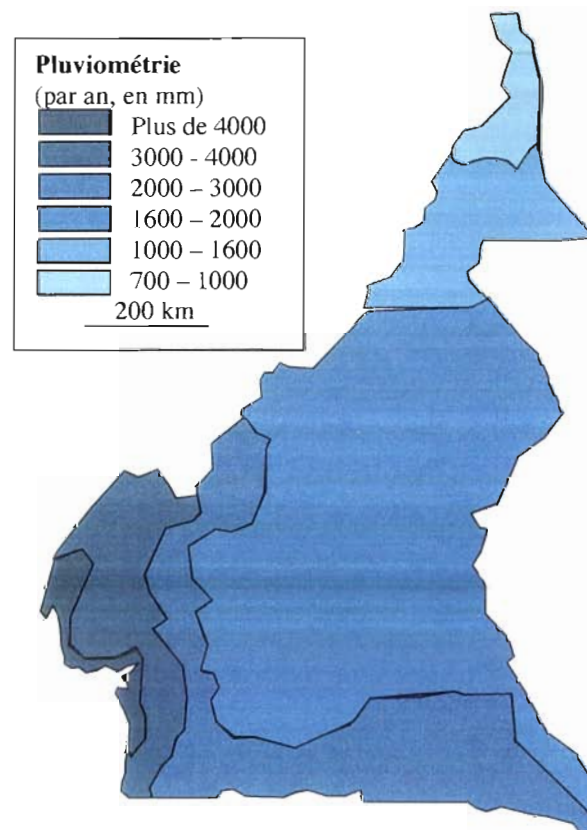 Pluviométrie
(par an, en mm)
Plus de 4000
3000 - 4000
2000 – 3000
1600 – 2000
1000 – 1600
700 – 1000
200 km